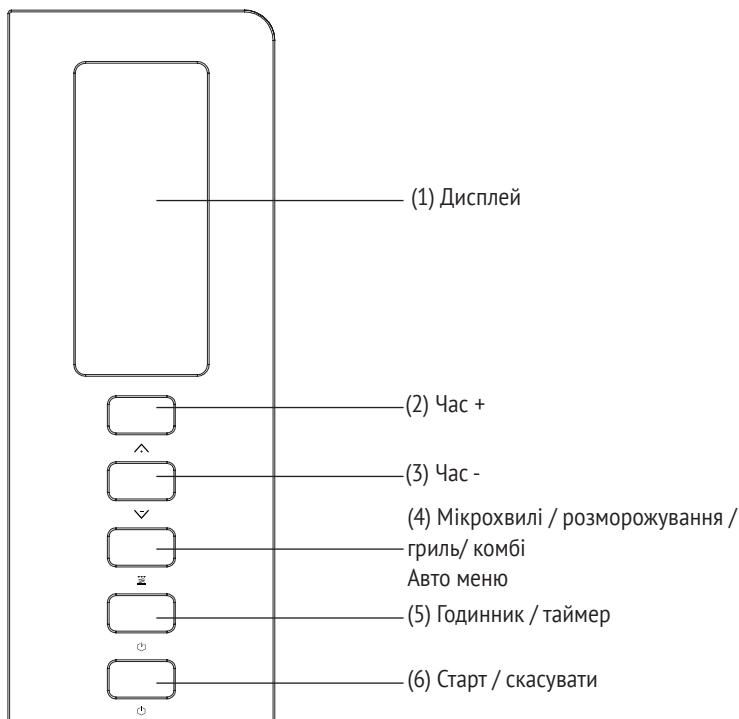 (1) Дисплей
(2) Час +
(3) Час -
(4) Мікрохвилі / розморожування /
гриль/ комбі
Авто меню
(5) Годинник / таймер
(6) Старт / скасувати